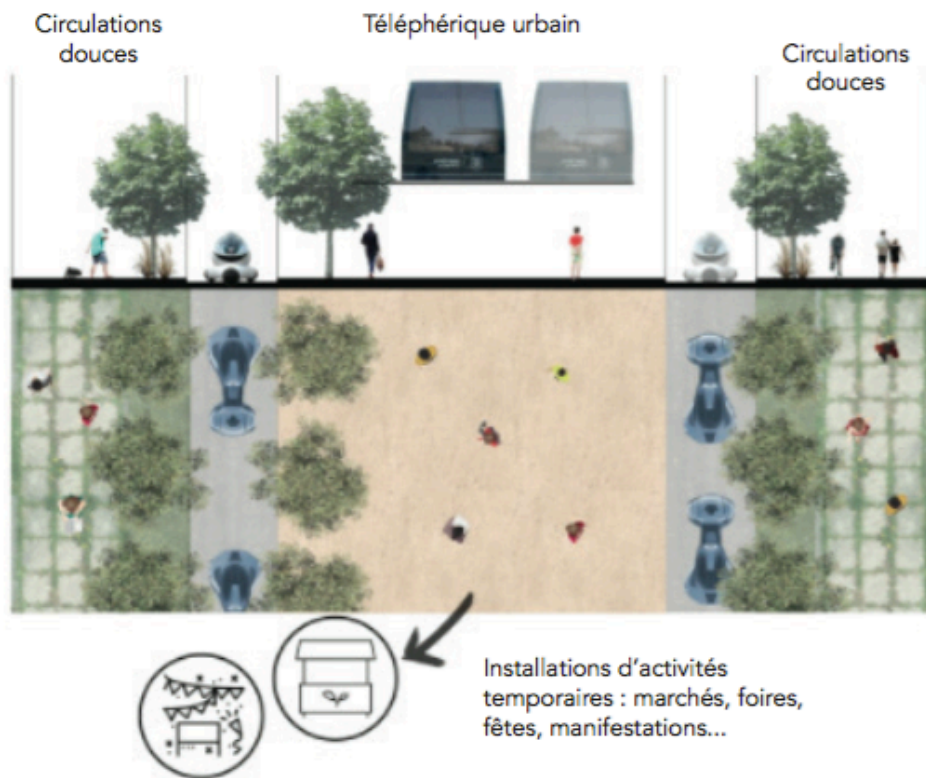 Circulations
douces
Téléphérique urbain
Circulations
douces
Installations d'activités
temporaires : marchés, foires,
fêtes, manifestations...